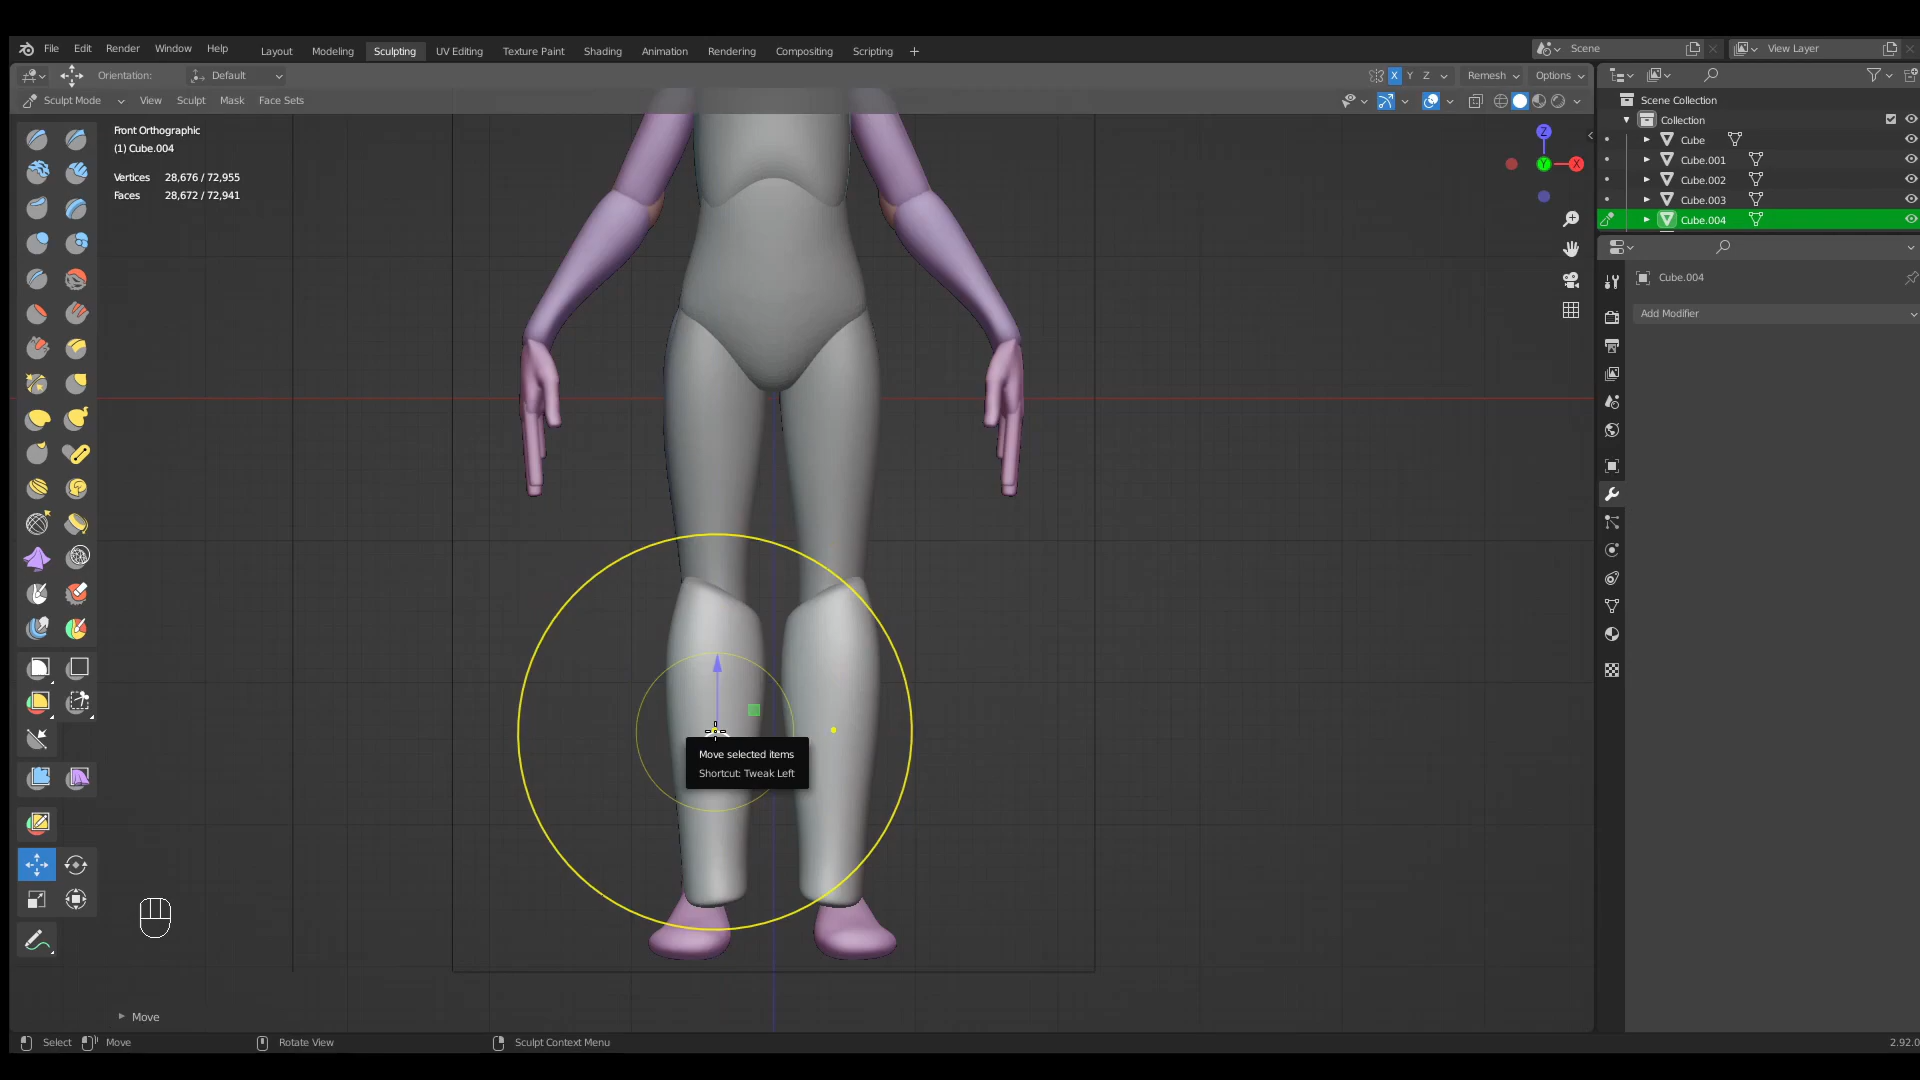 File Edit Render Window Help
Layout Modeling Sculpting UV Editing Texture Paint Shading Animation Rendering Compositing Scripting +
Scene
View Layer
Orientation: Default
X Y Z Remesh Options
Sculpt Mode View Sculpt Mask Face Sets
Front Orthographic
(1) Cube.004
Vertices 28,676 / 72,955
Faces 28,672 / 72,941
Z
Y
X
Scene Collection
Collection
Cube
Cube.001
Cube.002
Cube.003
Cube.004
Cube.004
Add Modifier
Move selected items
Shortcut: Tweak Left
Move
Select Move Rotate View Sculpt Context Menu 2.92.0